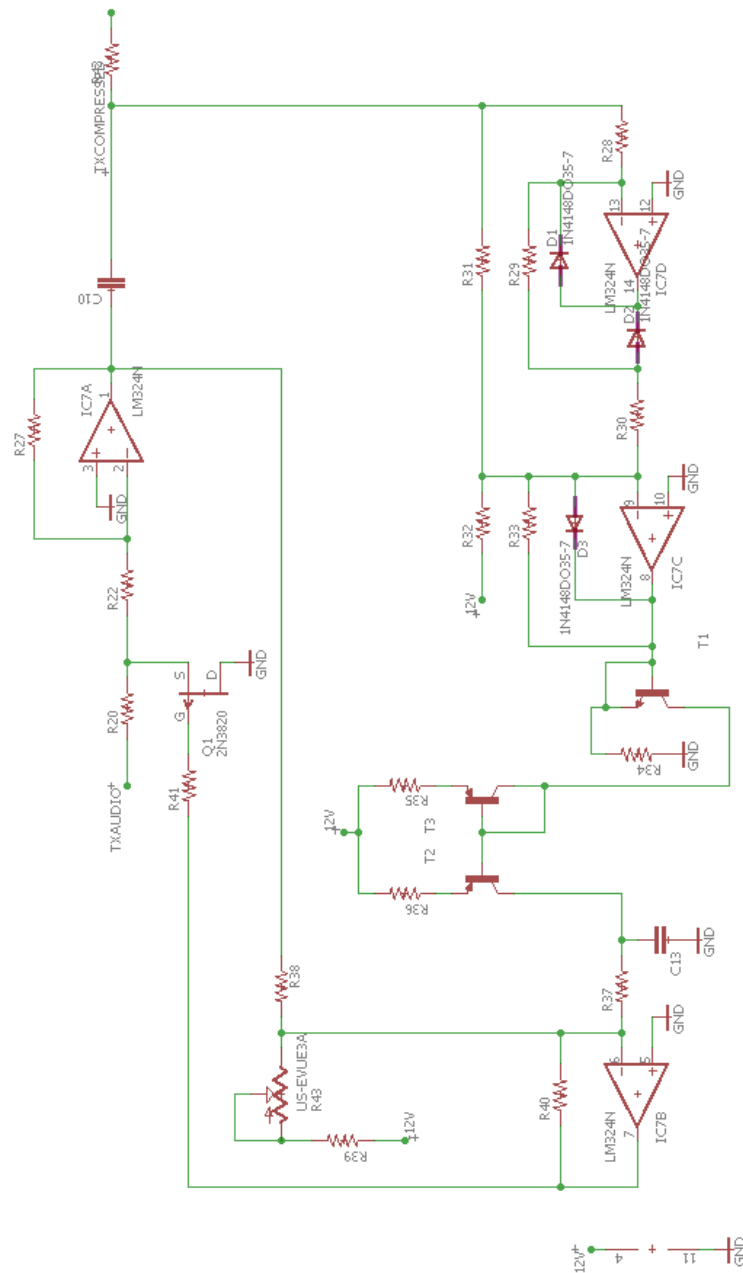 TXCOMPRESSED
R28
13
12
GND
1N4148DO35-7
D1
R31
R29
LM324N
14
IC7D
1N4148DO35-7
D2
C10
R30
IC7A
1
LM324N
R27
3
2
GND
9
10
GND
R32
R33
1N4148DO35-7
D3
LM324N
8
IC7C
12V
R22
T1
S
D
GND
G
Q1
2N3820
R20
R34
GND
TXAUDIO
R41
R35
12V
T3
T2
R36
C13
GND
R38
R37
GND
US-EVUE3A
R43
6
5
R40
LM324N
7
IC7B
R39
12V
12V
4
11
GND